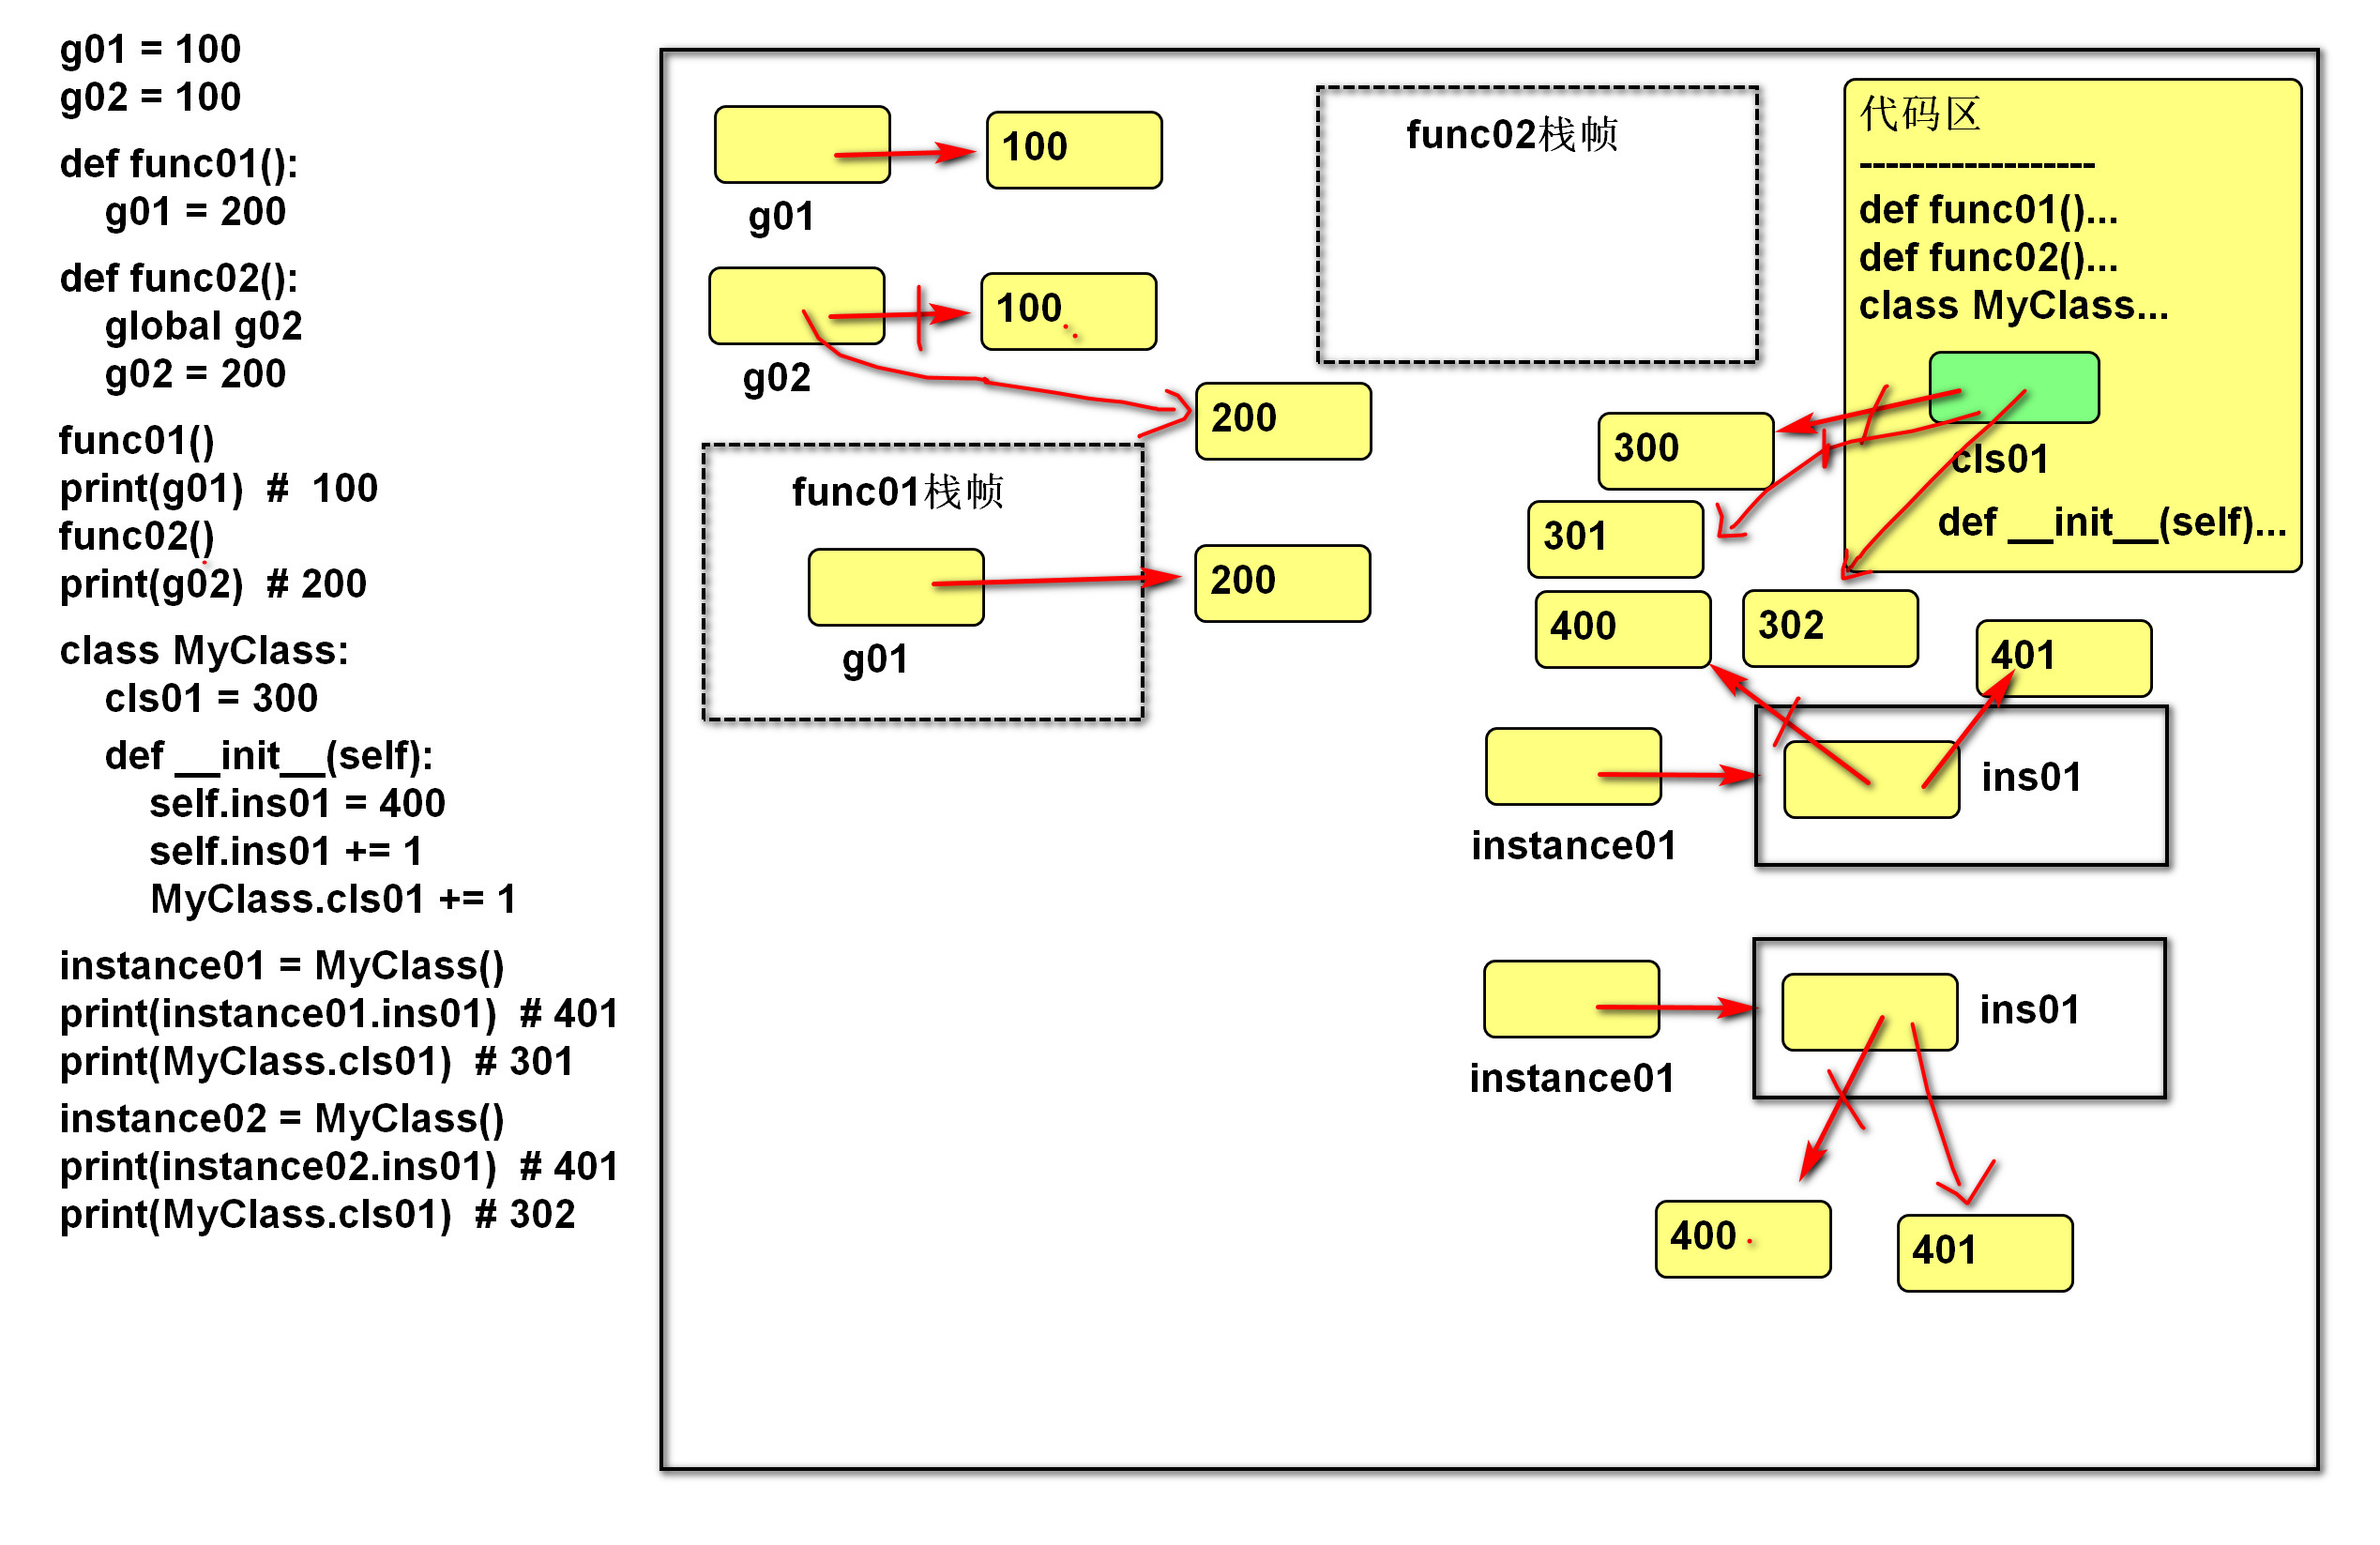 g01 = 100
g02 = 100
def func01():
g01 = 200
def func02():
global g02
g02 = 200
func01()
print(g01)  #  100
func02()
print(g02)  # 200
class MyClass:
cls01 = 300
def __init__(self):
self.ins01 = 400
self.ins01 += 1
MyClass.cls01 += 1
instance01 = MyClass()
print(instance01.ins01)  # 401
print(MyClass.cls01)  # 301
instance02 = MyClass()
print(instance02.ins01)  # 401
print(MyClass.cls01)  # 302
100
g01
100
g02
200
func01栈帧
200
g01
func02栈帧
代码区
------------------
def func01()...
def func02()...
class MyClass...
cls01
def __init__(self)...
300
301
400
302
401
ins01
instance01
ins01
instance01
400
401